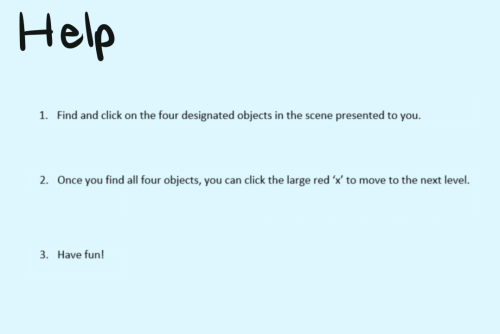 Help
1. Find and click on the four designated objects in the scene presented to you.
2. Once you find all four objects, you can click the large red ‘x’ to move to the next level.
3. Have fun!